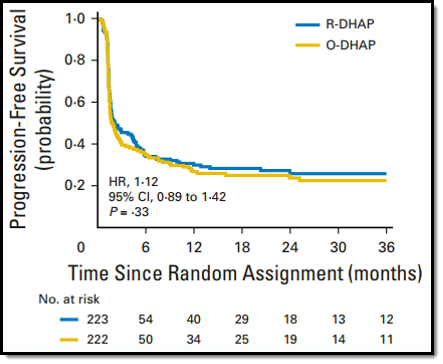 Progression-Free Survival
(probability)
1·0
0·8
0·6
0·4
0·2
R-DHAP
O-DHAP
HR, 1·12
95% CI, 0·89 to 1·42
P = ·33
0 6 12 18 24 30 36
Time Since Random Assignment (months)
No. at risk
223 54 40 29 18 13 12
222 50 34 25 19 14 11